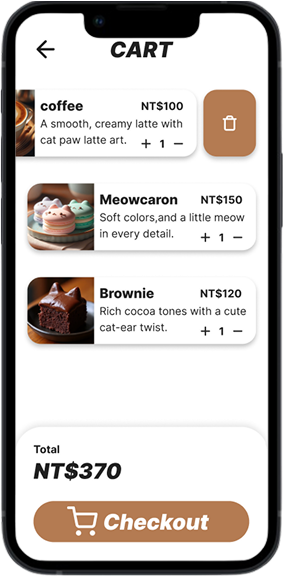 CART
coffee NT$100
A smooth, creamy latte with
cat paw latte art. + 1 −
Meowcaron NT$150
Soft colors,and a little meow
in every detail. + 1 −
Brownie NT$120
Rich cocoa tones with a cute
cat-ear twist. + 1 −
Total
NT$370
Checkout